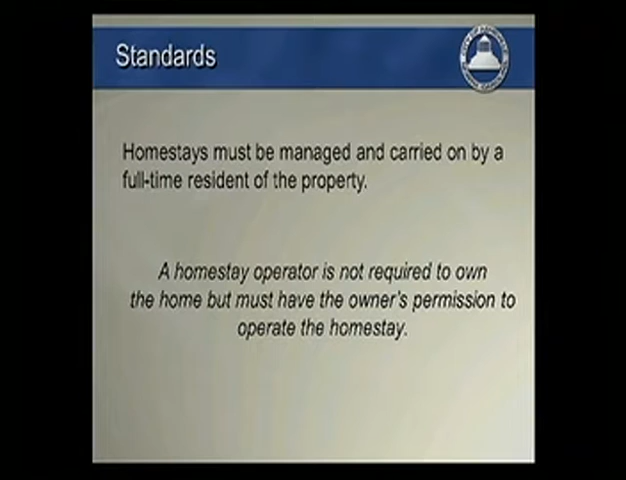 Standards
Homestays must be managed and carried on by a
full-time resident of the property.
A homestay operator is not required to own
the home but must have the owner's permission to
operate the homestay.